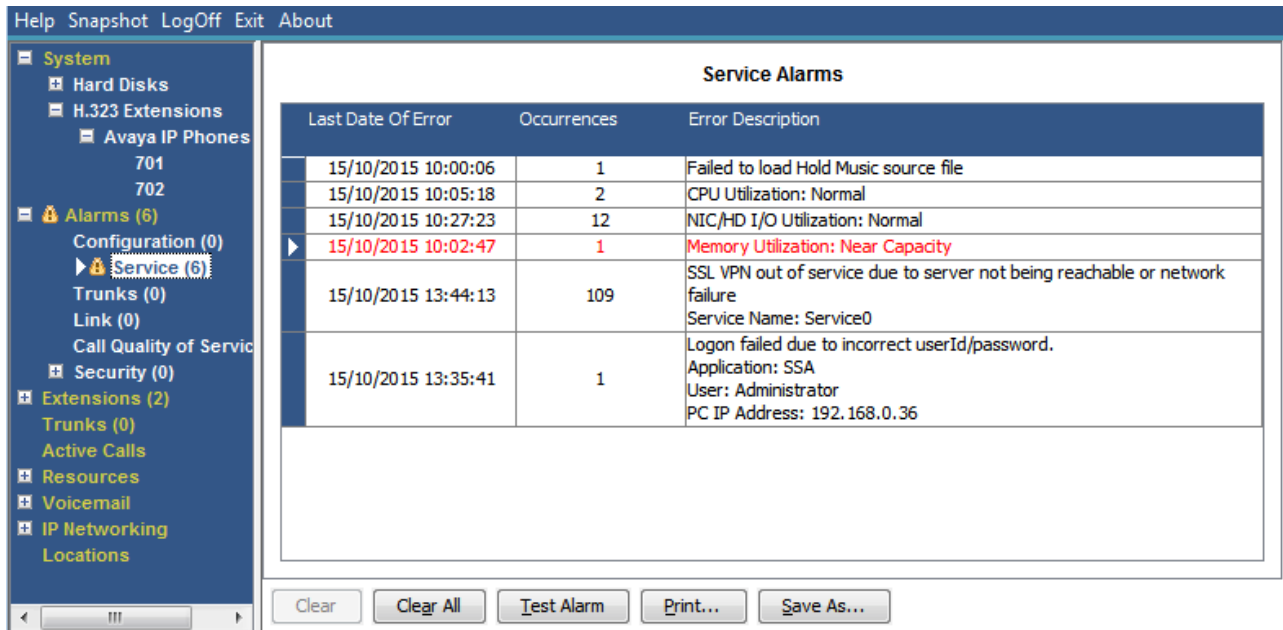 Help Snapshot LogOff Exit About
System
Hard Disks
H.323 Extensions
Avaya IP Phones
701
702
Alarms (6)
Configuration (0)
Service (6)
Trunks (0)
Link (0)
Call Quality of Servic
Security (0)
Extensions (2)
Trunks (0)
Active Calls
Resources
Voicemail
IP Networking
Locations
Service Alarms
Last Date Of Error Occurrences Error Description
15/10/2015 10:00:06 1 Failed to load Hold Music source file
15/10/2015 10:05:18 2 CPU Utilization: Normal
15/10/2015 10:27:23 12 NIC/HD I/O Utilization: Normal
15/10/2015 10:02:47 1 Memory Utilization: Near Capacity
SSL VPN out of service due to server not being reachable or network
15/10/2015 13:44:13 109 failure
Service Name: Service0
Logon failed due to incorrect userId/password.
Application: SSA
15/10/2015 13:35:41 1 User: Administrator
PC IP Address: 192.168.0.36
Clear Clear All Test Alarm Print... Save As...